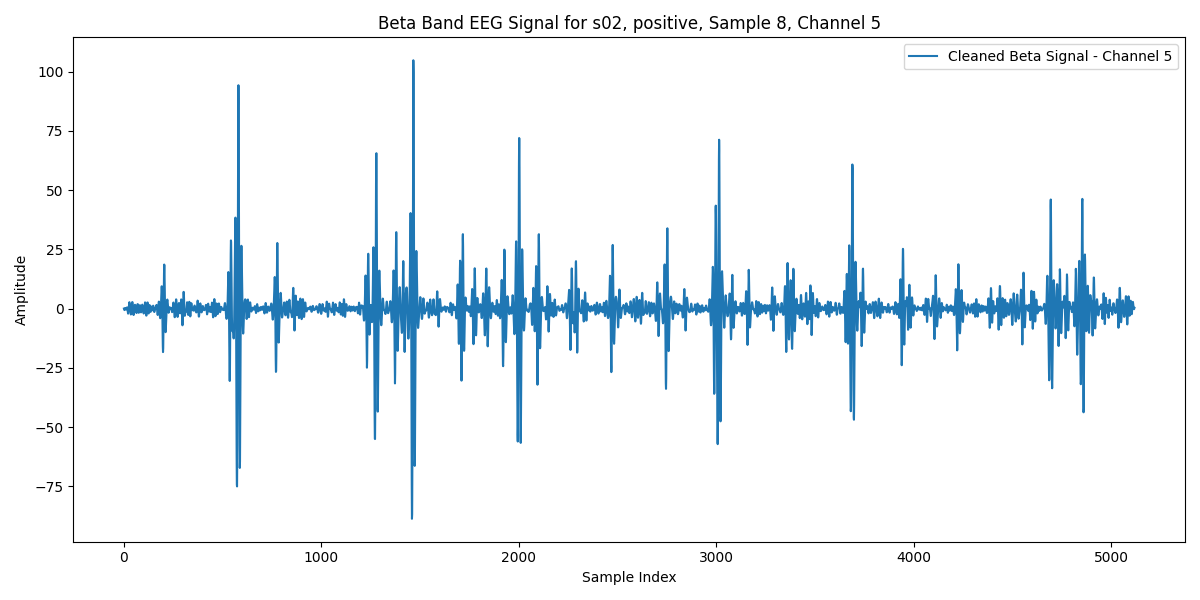 Beta Band EEG Signal for s02, positive, Sample 8, Channel 5
Cleaned Beta Signal - Channel 5
Amplitude
100
75
50
25
0
−25
−50
−75
0 1000 2000 3000 4000 5000
Sample Index